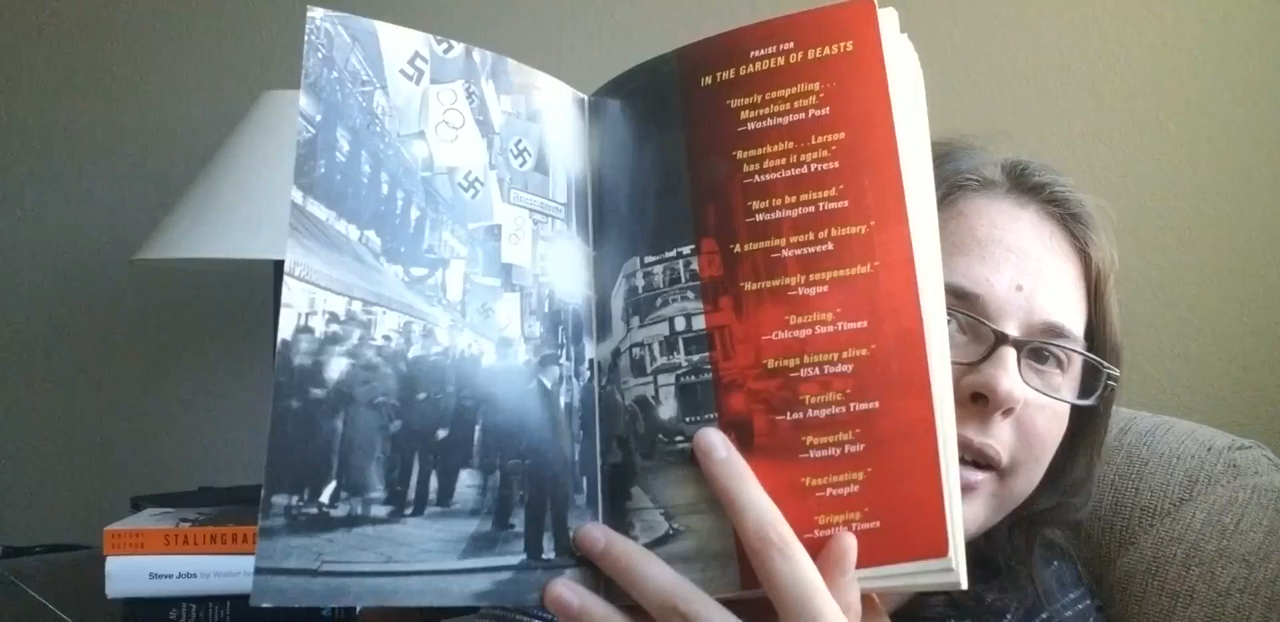 PRAISE FOR
IN THE GARDEN OF BEASTS
"Utterly compelling...
Marvelous stuff."
—Washington Post
"Remarkable...Larson
has done it again."
—Associated Press
"Not to be missed."
—Washington Times
"A stunning work of history."
—Newsweek
"Harrowingly suspenseful."
—Vogue
"Dazzling."
—Chicago Sun-Times
"Brings history alive."
—USA Today
"Terrific."
—Los Angeles Times
"Powerful."
—Vanity Fair
"Fascinating."
—People
"Gripping."
—Seattle Times
ANTONY
BEEVOR
STALINGRAD
Steve Jobs by Walter
My